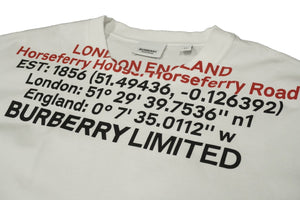 BURBERRY
LONDON ENGLAND
Horseferry House, Horseferry Road
EST: 1856 (51.49436, -0.126392)
London: 51° 29' 39.7536'' n1
England: 0° 7' 35.0112'' w
BURBERRY LIMITED